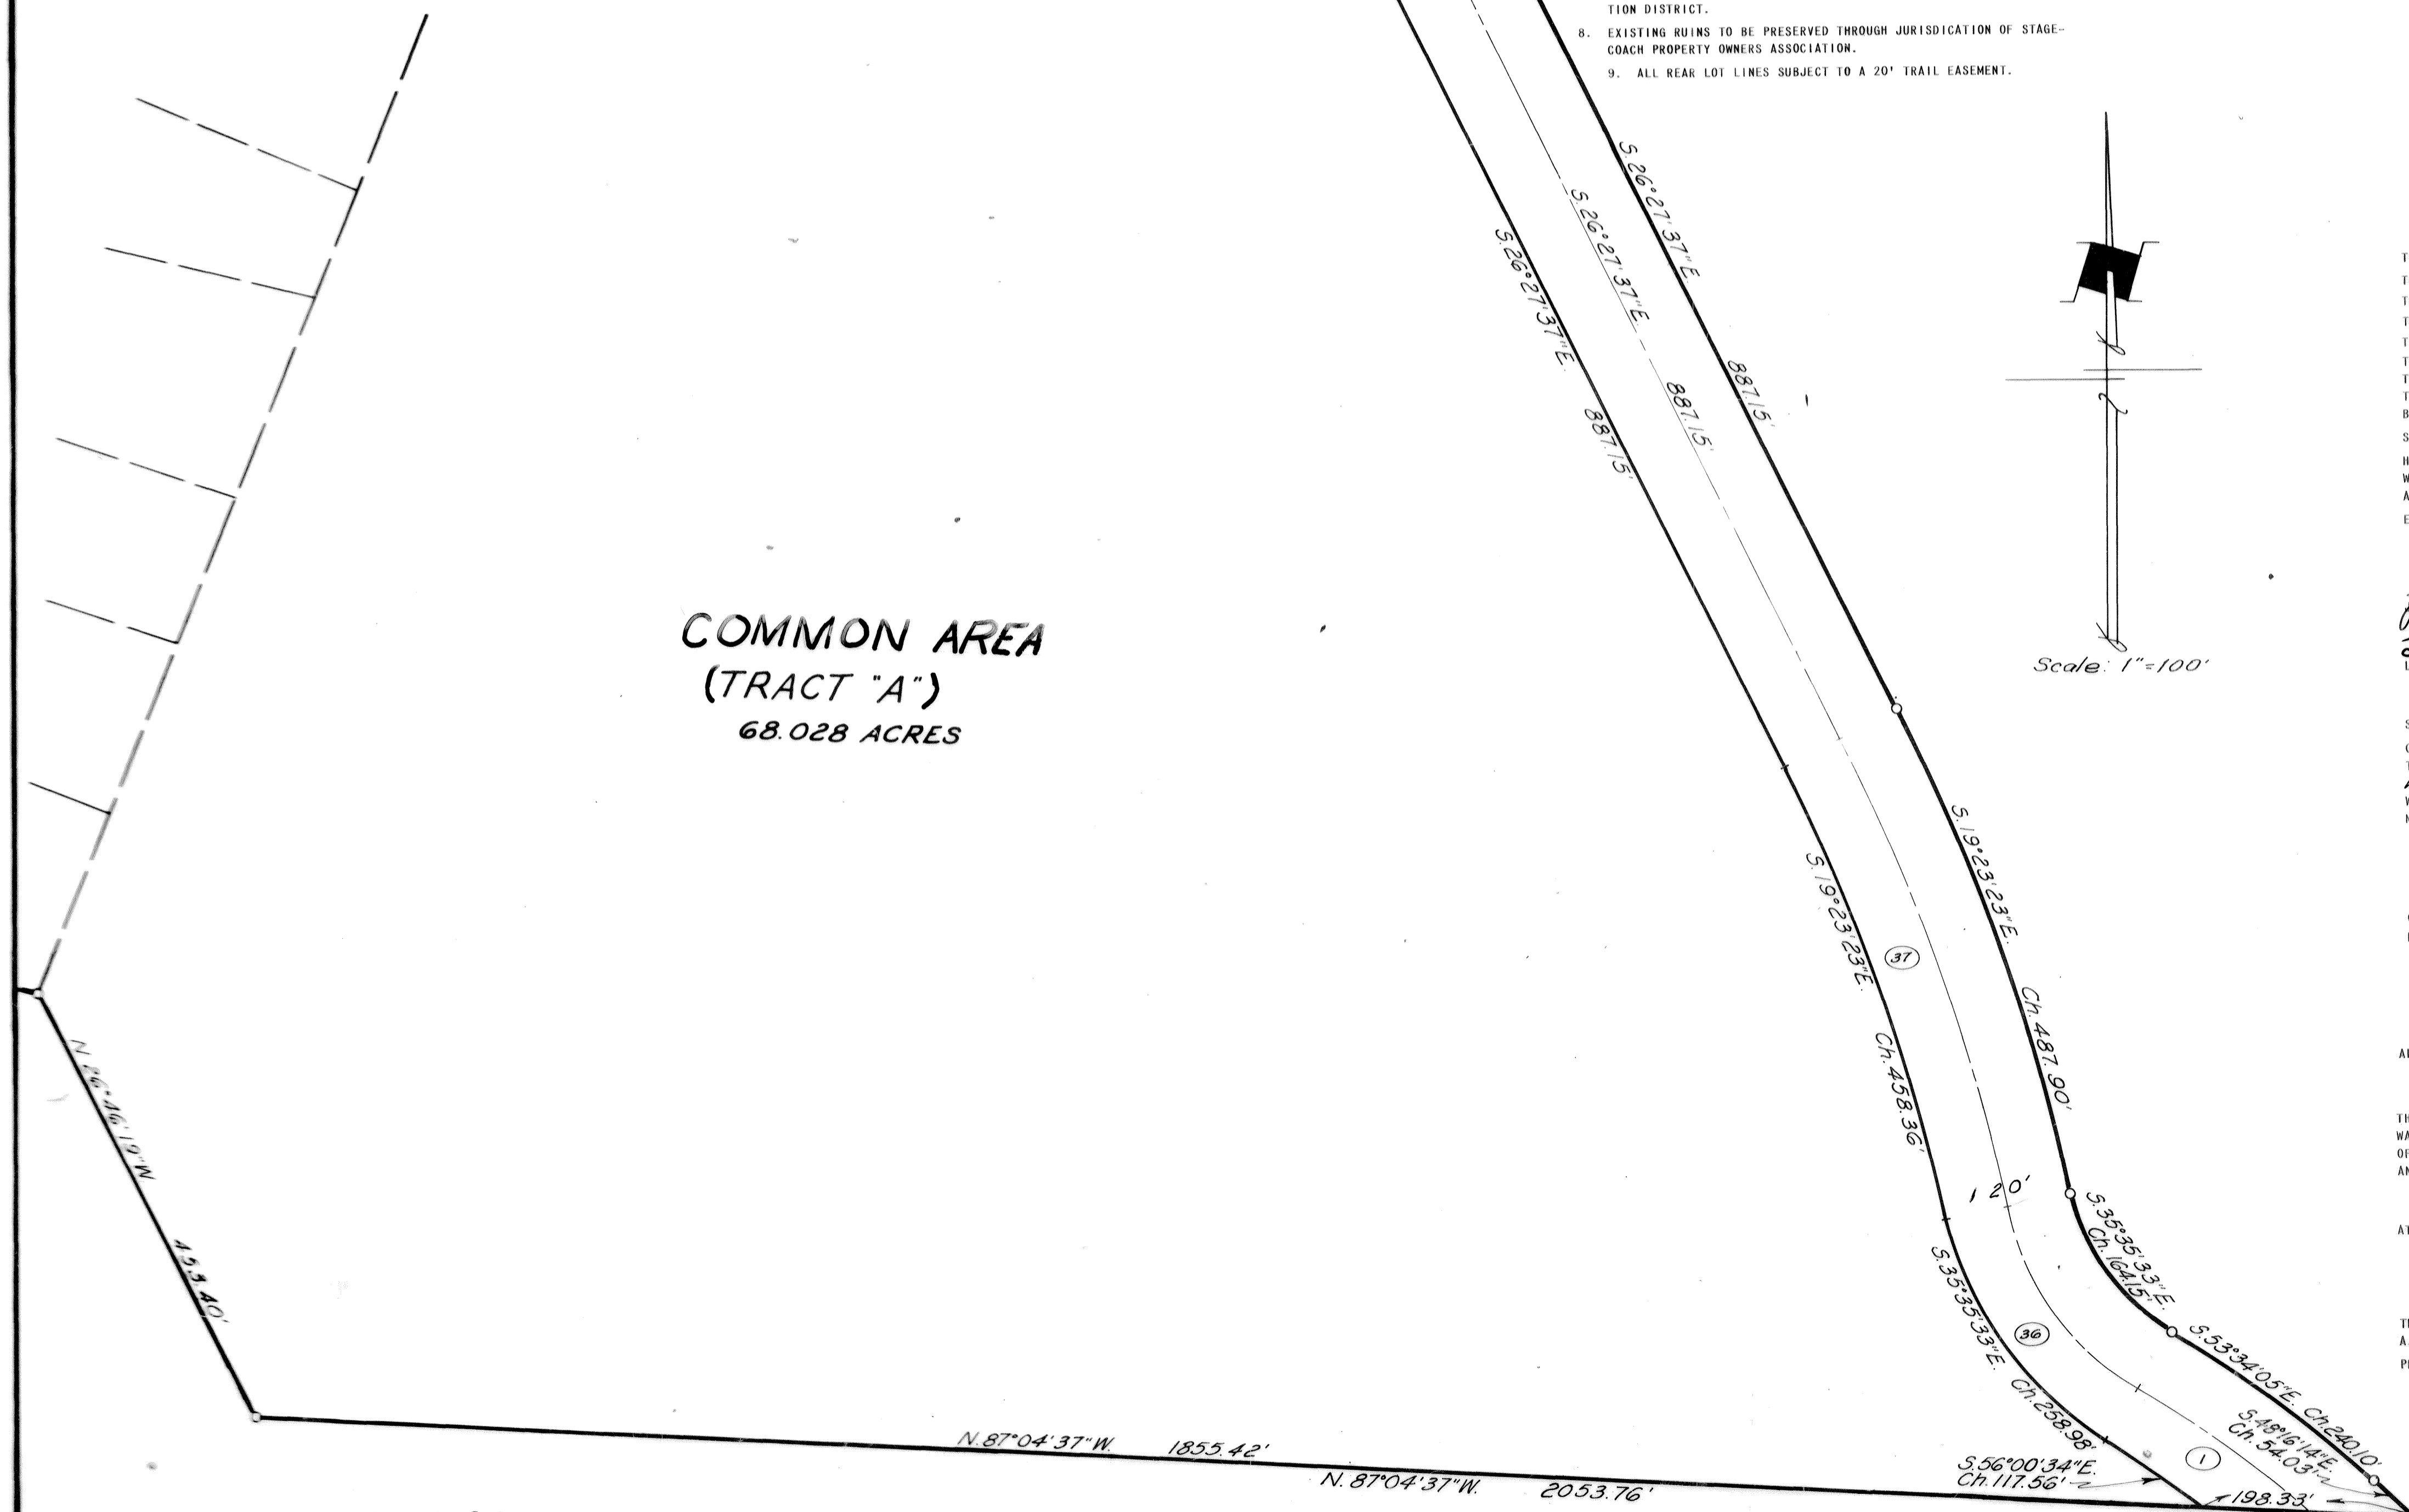 TION DISTRICT.
8. EXISTING RUINS TO BE PRESERVED THROUGH JURISDICATION OF STAGE-
COACH PROPERTY OWNERS ASSOCIATION.
9. ALL REAR LOT LINES SUBJECT TO A 20' TRAIL EASEMENT.
S.26°27'37"E.
887.15'
S.26°27'37"E.
887.15'
S.26°27'37"E.
887.15'
N
Scale: 1"=100'
COMMON AREA
(TRACT "A")
68.028 ACRES
S.19°23'23"E. Ch. 487.90'
S.19°23'23"E. Ch. 458.36'
37
120'
S.35°35'33"E.
Ch. 164.15'
S.35°35'33"E. Ch. 258.98'
36
S.53°34'05"E. Ch. 240.10'
S.48°16'14"E.
Ch. 54.03'
1
S.56°00'34"E.
Ch. 117.56'
198.33'
N 26°46'19"W
453.40'
N. 87°04'37"W. 1855.42'
N. 87°04'37"W. 2053.76'